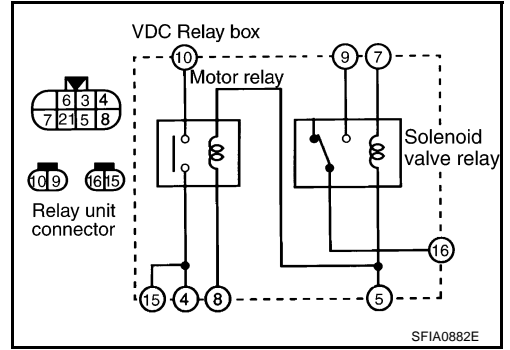 VDC Relay box
10
9
7
Motor relay
6 3 4
7 2 1 5 8
Solenoid
valve relay
10 9
16 15
Relay unit
connector
16
15
4
8
5
SFIA0882E